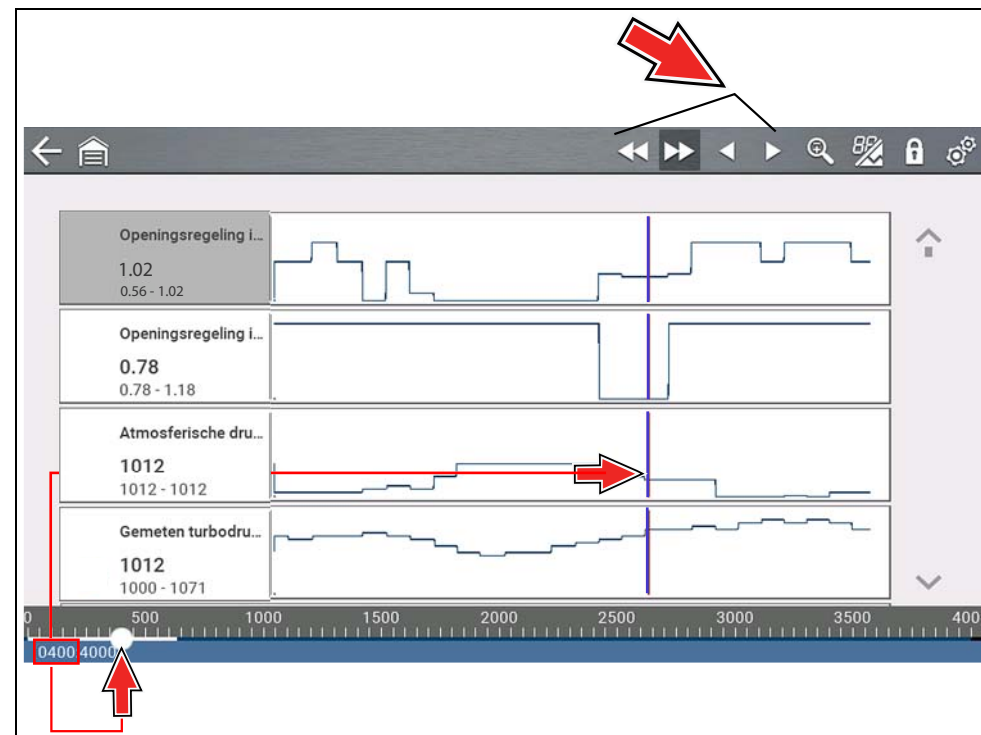 Openingsregeling i...
1.02
0.56 - 1.02
Openingsregeling i...
0.78
0.78 - 1.18
Atmosferische dru...
1012
1012 - 1012
Gemeten turbodru...
1012
1000 - 1071
0 500 1000 1500 2000 2500 3000 3500 400
0400 4000